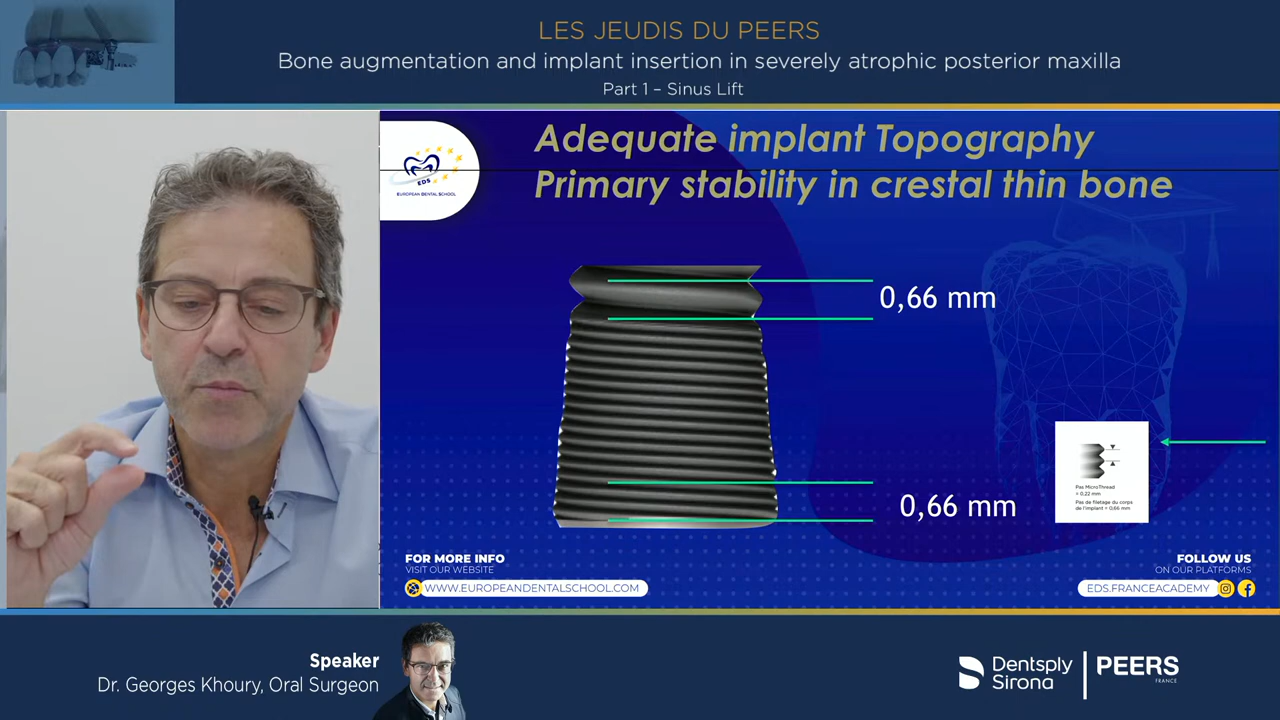 LES JEUDIS DU PEERS
Bone augmentation and implant insertion in severely atrophic posterior maxilla
Part 1 – Sinus Lift
EDS
EUROPEAN DENTAL SCHOOL
Adequate implant Topography
Primary stability in crestal thin bone
0,66 mm
0,66 mm
Pas MicroThread
= 0,22 mm
Pas de filetage du corps
de l'implant = 0,66 mm
FOR MORE INFO
VISIT OUR WEBSITE
WWW.EUROPEANDENTALSCHOOL.COM
FOLLOW US
ON OUR PLATFORMS
EDS.FRANCEACADEMY
Speaker
Dr. Georges Khoury, Oral Surgeon
Dentsply
Sirona
PEERS
FRANCE